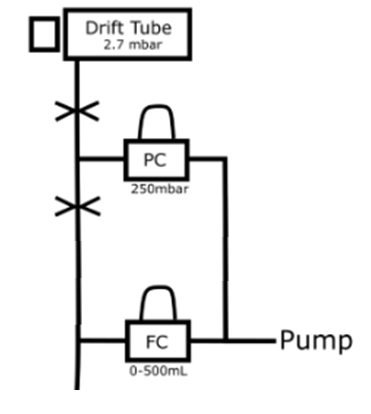 Drift Tube
2.7 mbar
PC
250mbar
FC
Pump
0-500mL